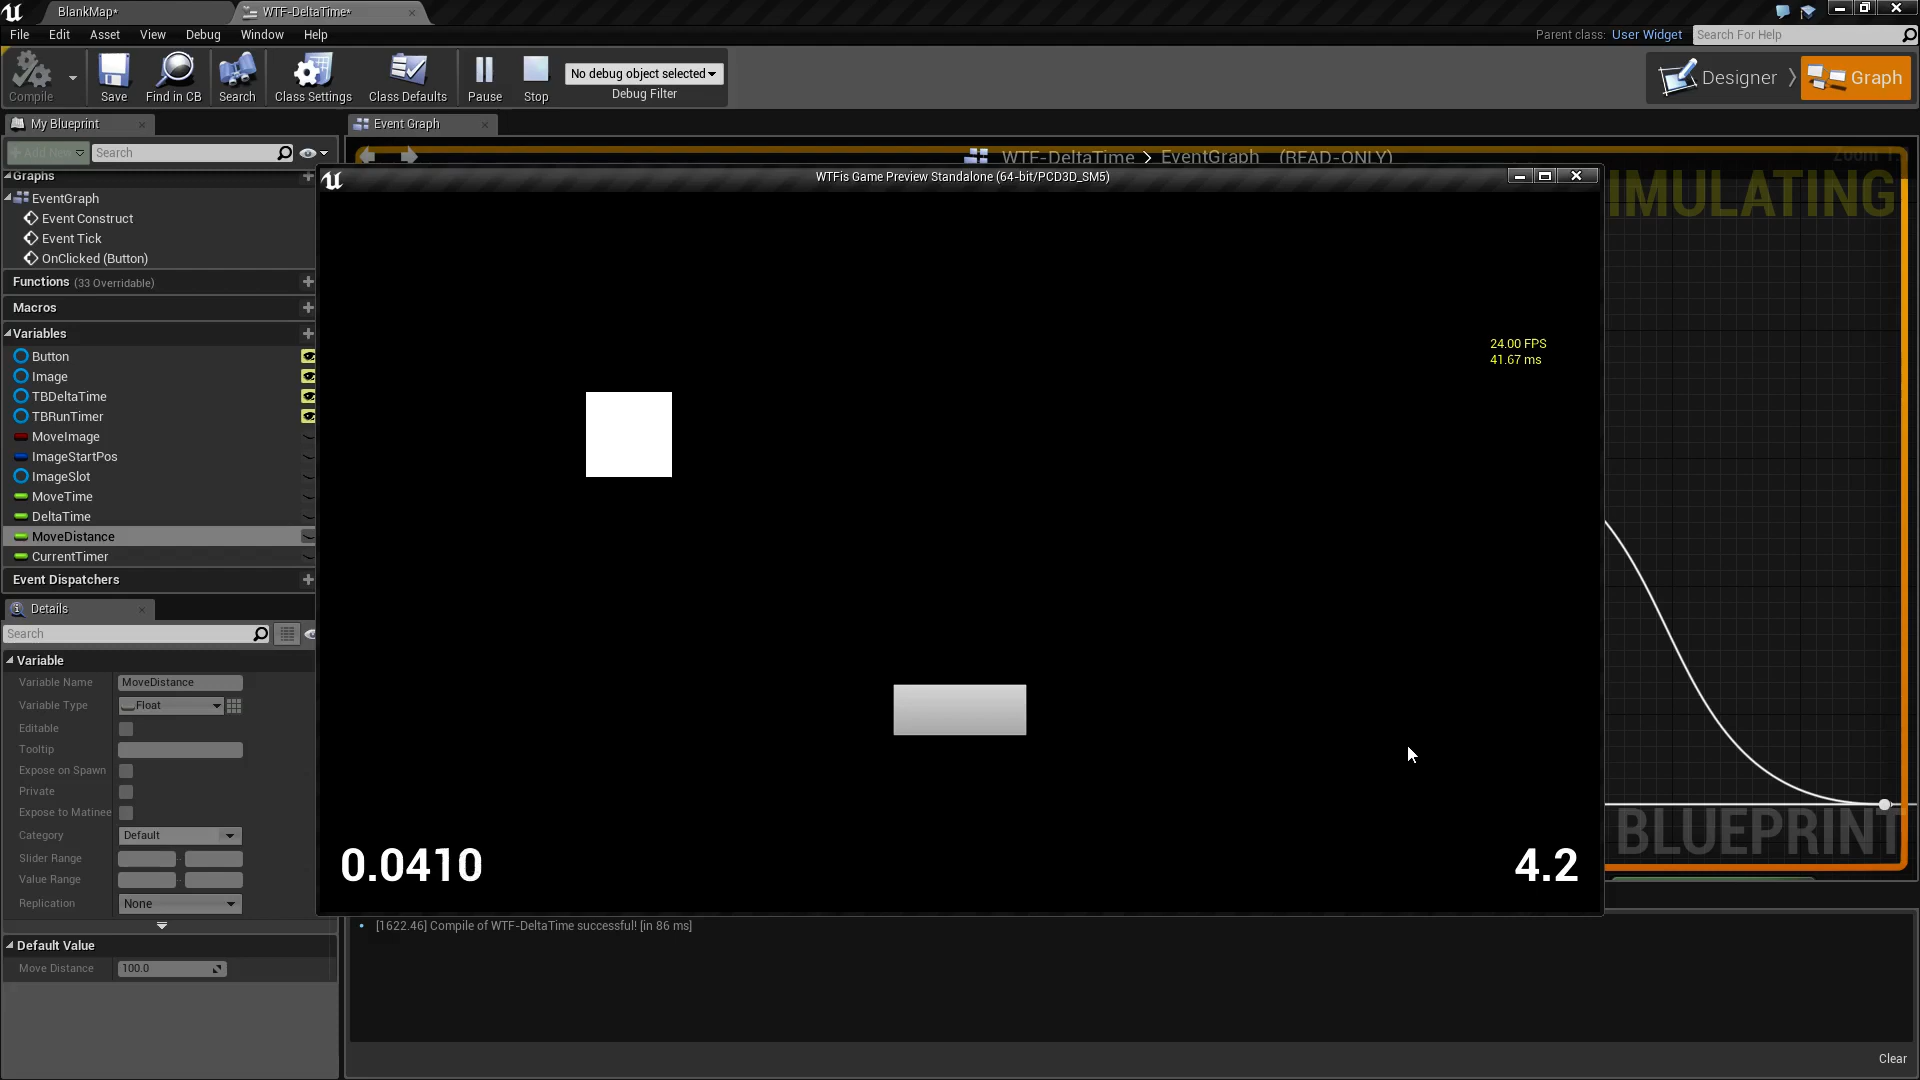 BlankMap*
WTF-DeltaTime*
File Edit Asset View Debug Window Help
Parent class: User Widget Search For Help
Compile Save Find in CB Search Class Settings Class Defaults Pause Stop
No debug object selected
Debug Filter
Designer Graph
My Blueprint
Event Graph
Add New Search
WTF-DeltaTime > EventGraph (READ-ONLY)
Graphs
EventGraph
Event Construct
Event Tick
OnClicked (Button)
Functions (33 Overridable)
Macros
Variables
Button
Image
TBDeltaTime
TBRunTimer
MoveImage
ImageStartPos
ImageSlot
MoveTime
DeltaTime
MoveDistance
CurrentTimer
Event Dispatchers
Details
Search
Variable
Variable Name MoveDistance
Variable Type Float
Editable
Tooltip
Expose on Spawn
Private
Expose to Matinee
Category Default
Slider Range
Value Range
Replication None
Default Value
Move Distance 100.0
WTFis Game Preview Standalone (64-bit/PCD3D_SM5)
24.00 FPS
41.67 ms
0.0410
4.2
IMULATING
BLUEPRINT
[1622.46] Compile of WTF-DeltaTime successful! [in 86 ms]
Clear